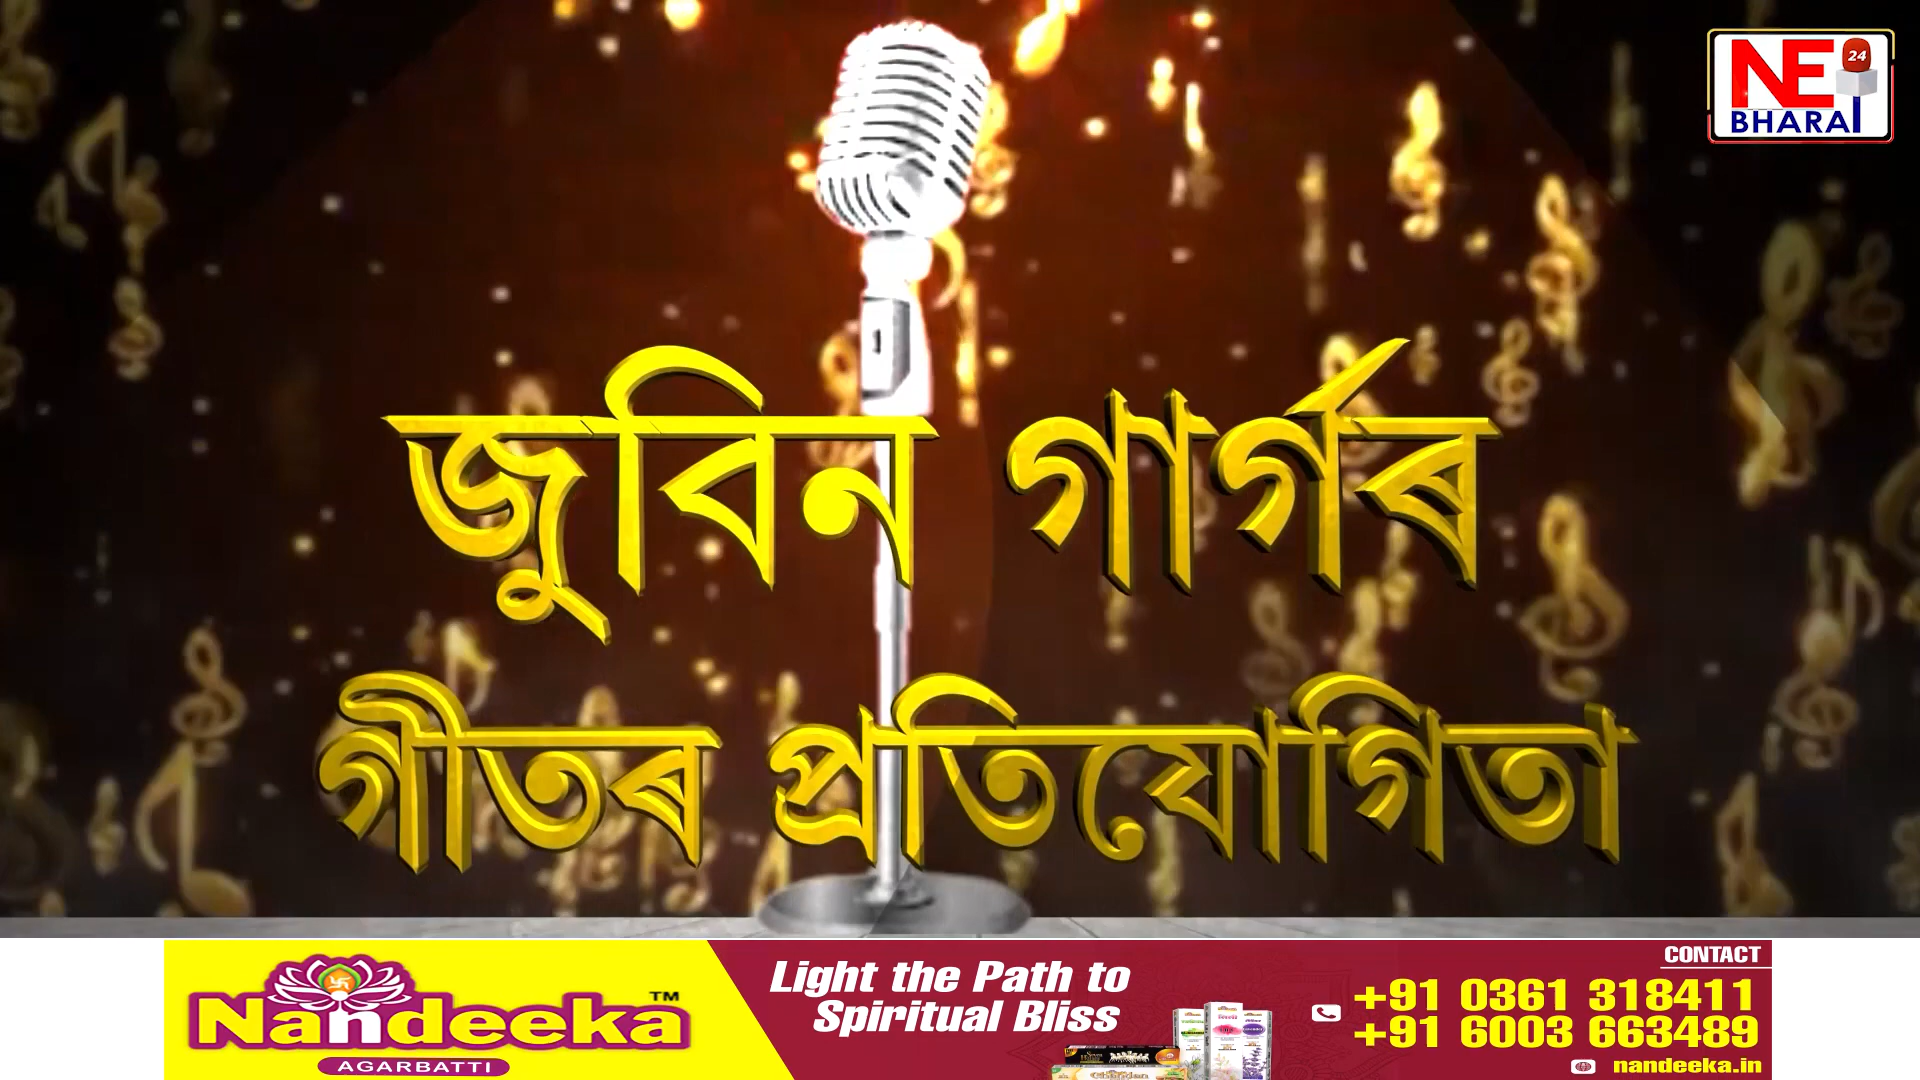 NE 24
BHARAT
জুবিন গাৰ্গৰ
গীতৰ প্ৰতিযোগিতা
Nandeeka™
AGARBATTI
Light the Path to
Spiritual Bliss
CONTACT
+91 0361 318411
+91 6003 663489
nandeeka.in